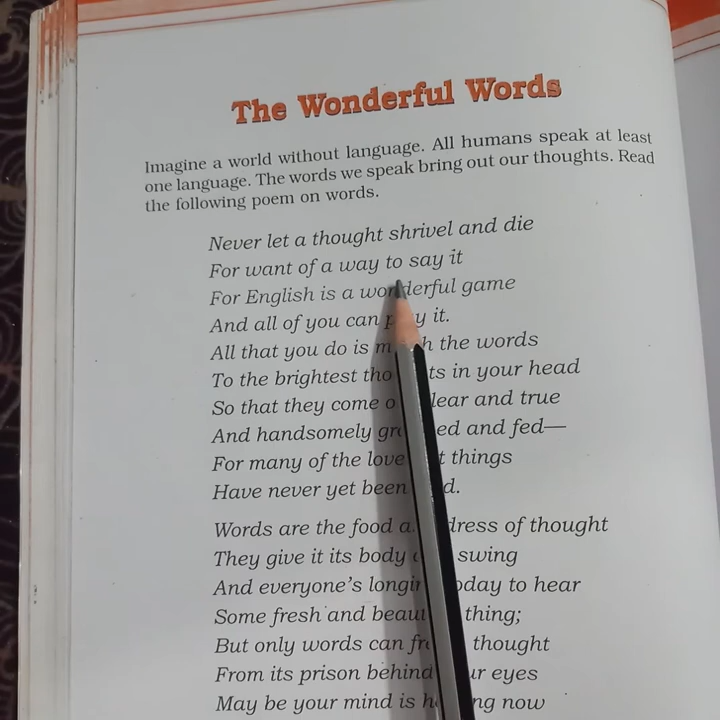 The Wonderful Words
Imagine a world without language. All humans speak at least
one language. The words we speak bring out our thoughts. Read
the following poem on words.
Never let a thought shrivel and die
For want of a way to say it
For English is a wonderful game
And all of you can play it.
All that you do is match the words
To the brightest thoughts in your head
So that they come out clear and true
And handsomely groomed and fed—
For many of the loveliest things
Have never yet been said.
Words are the food and dress of thought
They give it its body and swing
And everyone's longing today to hear
Some fresh and beautiful thing;
But only words can free a thought
From its prison behind your eyes
May be your mind is holding now